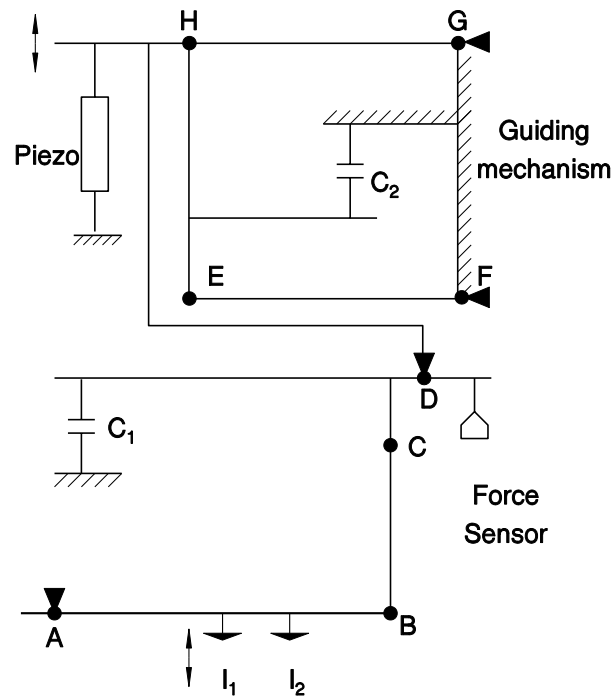 H
G
Piezo
Guiding
mechanism
C2
E
F
D
C1
C
Force
Sensor
A
B
I1
I2